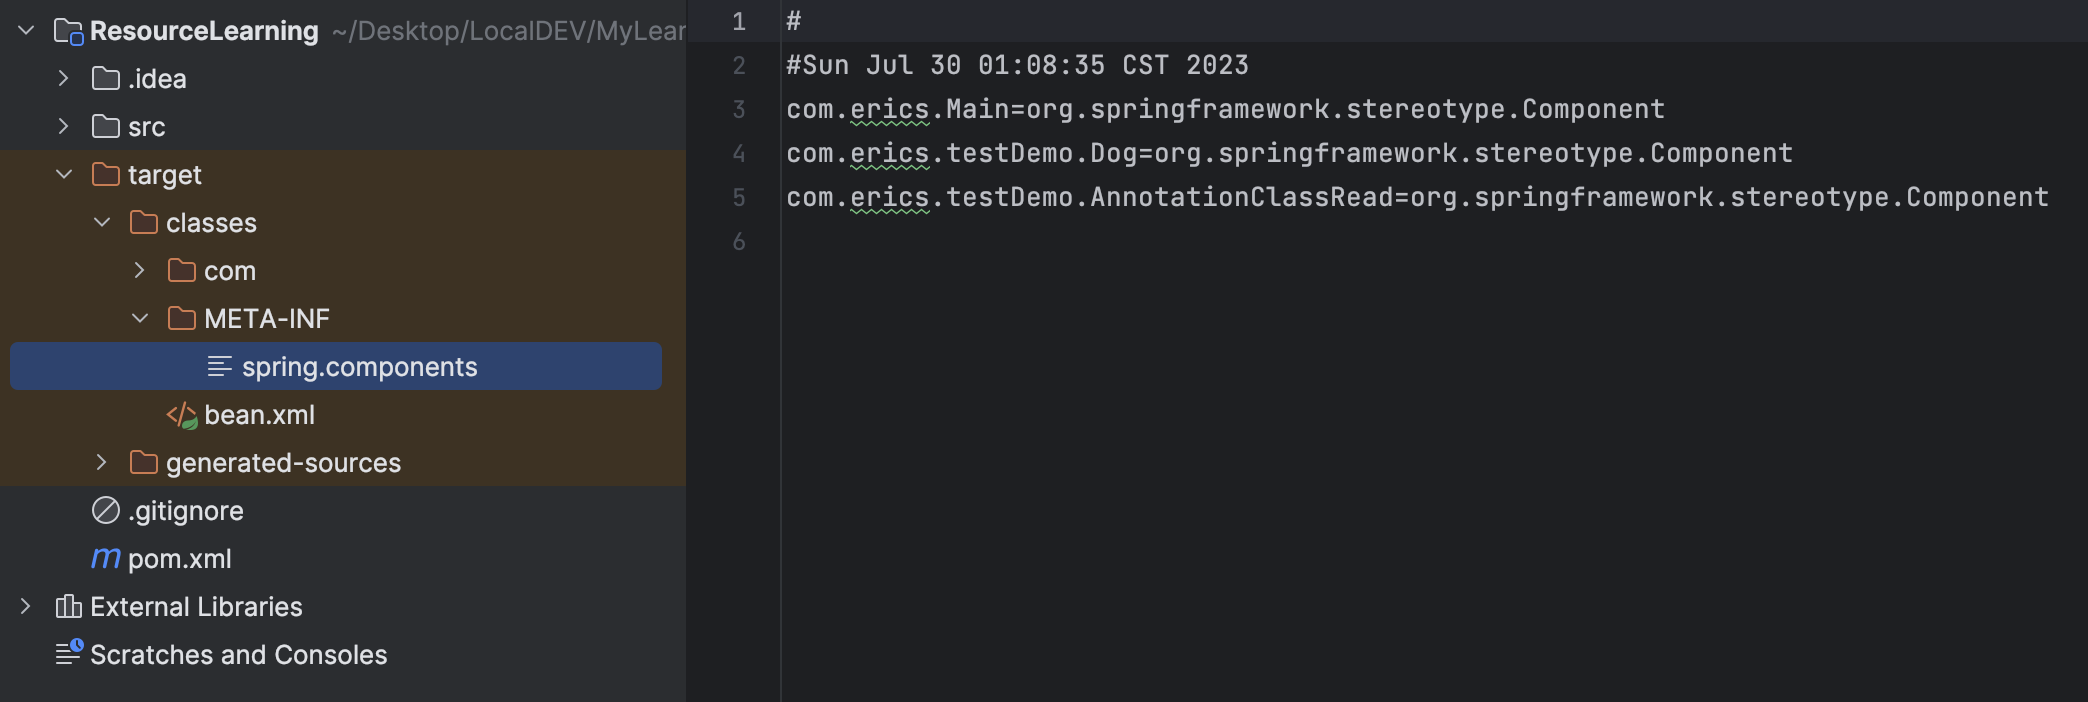 ResourceLearning ~/Desktop/LocalDEV/MyLear
.idea
src
target
classes
com
META-INF
spring.components
bean.xml
generated-sources
.gitignore
pom.xml
External Libraries
Scratches and Consoles
1 #
2 #Sun Jul 30 01:08:35 CST 2023
3 com.erics.Main=org.springframework.stereotype.Component
4 com.erics.testDemo.Dog=org.springframework.stereotype.Component
5 com.erics.testDemo.AnnotationClassRead=org.springframework.stereotype.Component
6